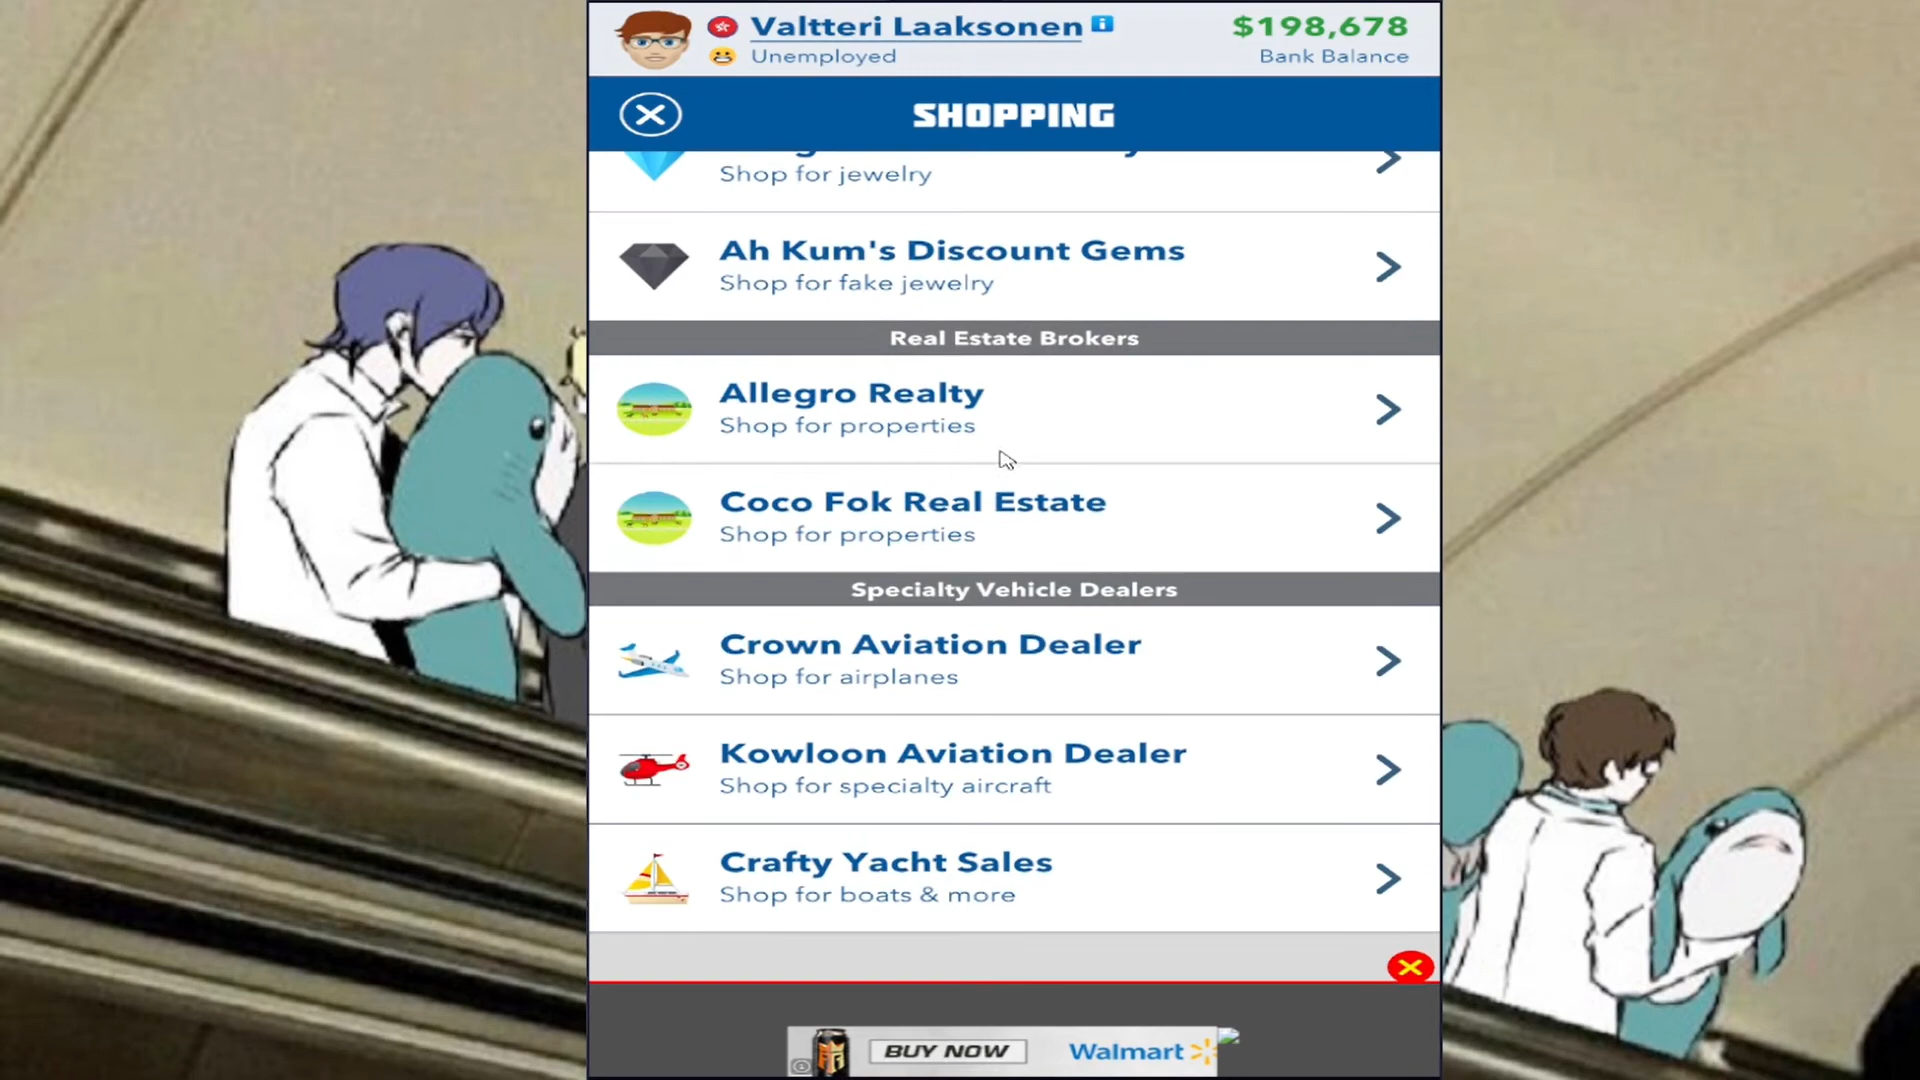 Valtteri Laaksonen
$198,678
Unemployed
Bank Balance
SHOPPING
Shop for jewelry
Ah Kum's Discount Gems
Shop for fake jewelry
Real Estate Brokers
Allegro Realty
Shop for properties
Coco Fok Real Estate
Shop for properties
Specialty Vehicle Dealers
Crown Aviation Dealer
Shop for airplanes
Kowloon Aviation Dealer
Shop for specialty aircraft
Crafty Yacht Sales
Shop for boats & more
BUY NOW
Walmart